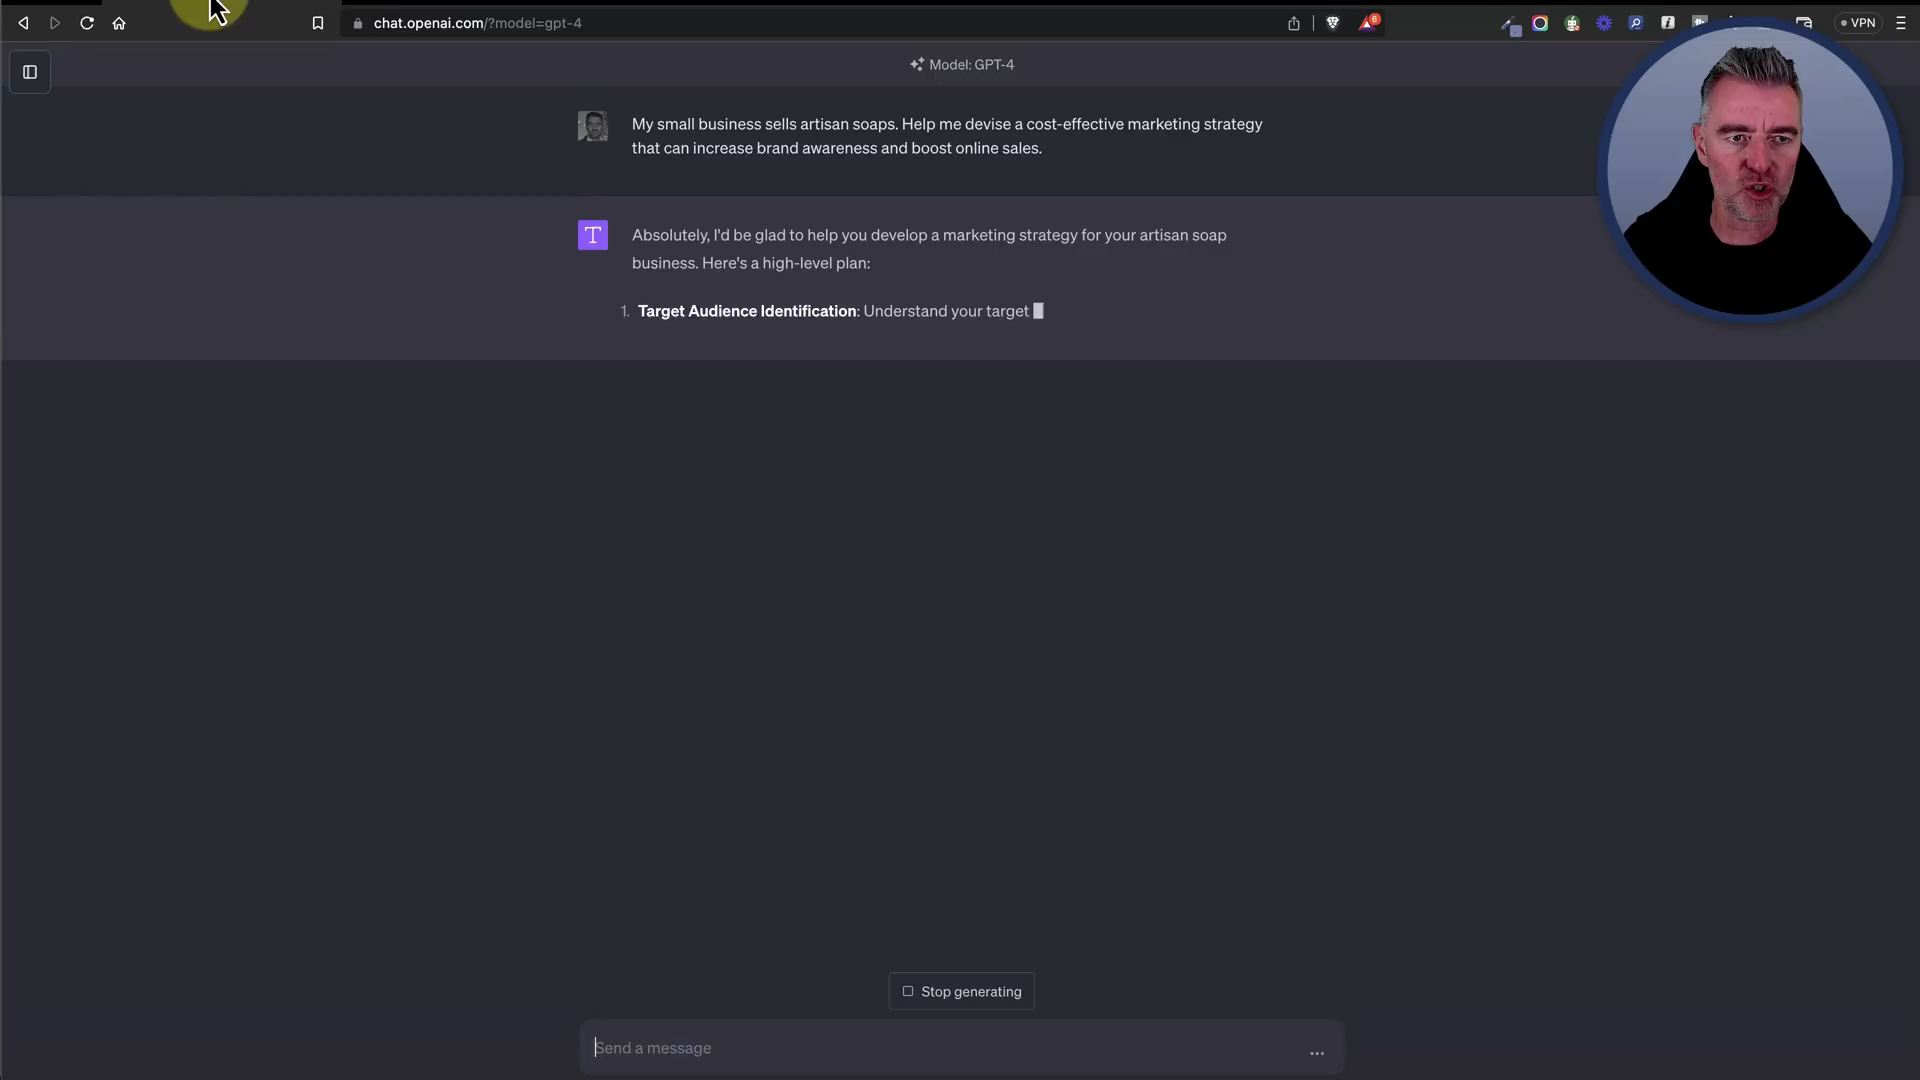 chat.openai.com/?model=gpt-4
6
VPN
Model: GPT-4
My small business sells artisan soaps. Help me devise a cost-effective marketing strategy
that can increase brand awareness and boost online sales.
T
Absolutely, I'd be glad to help you develop a marketing strategy for your artisan soap
business. Here's a high-level plan:
1. Target Audience Identification: Understand your target
Stop generating
Send a message
...